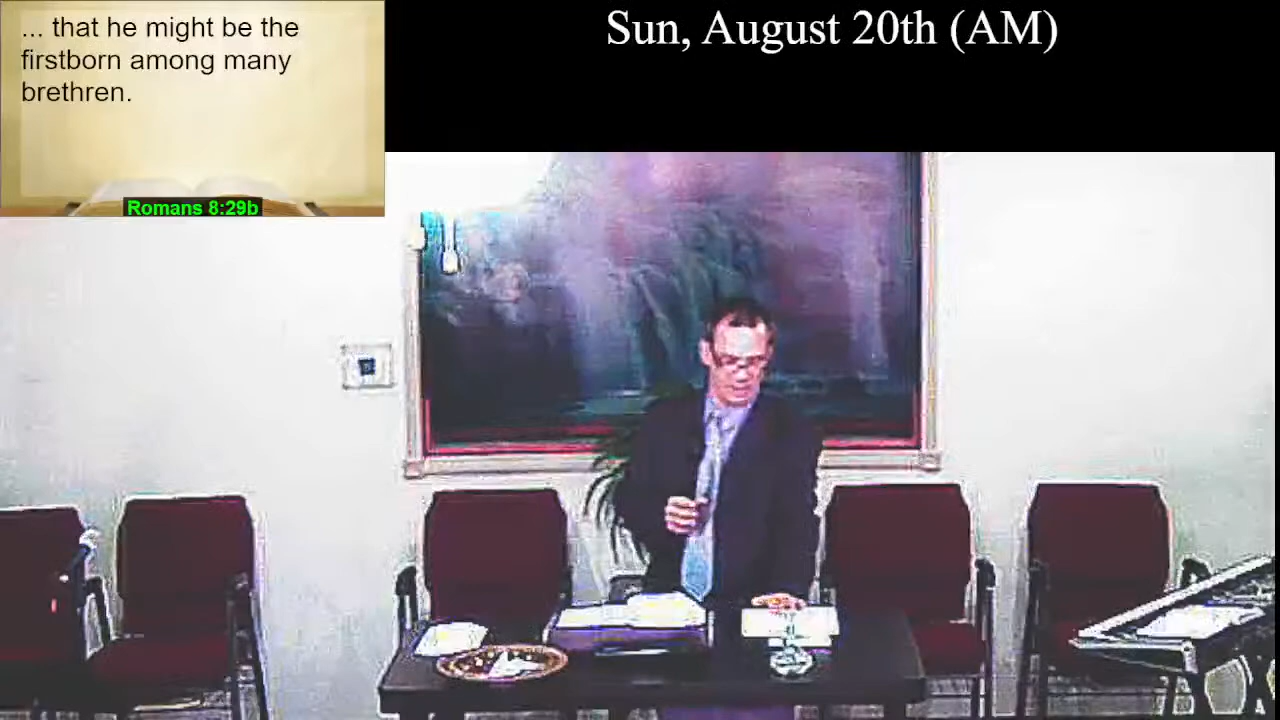 ... that he might be the
firstborn among many
brethren.
Romans 8:29b
Sun, August 20th (AM)